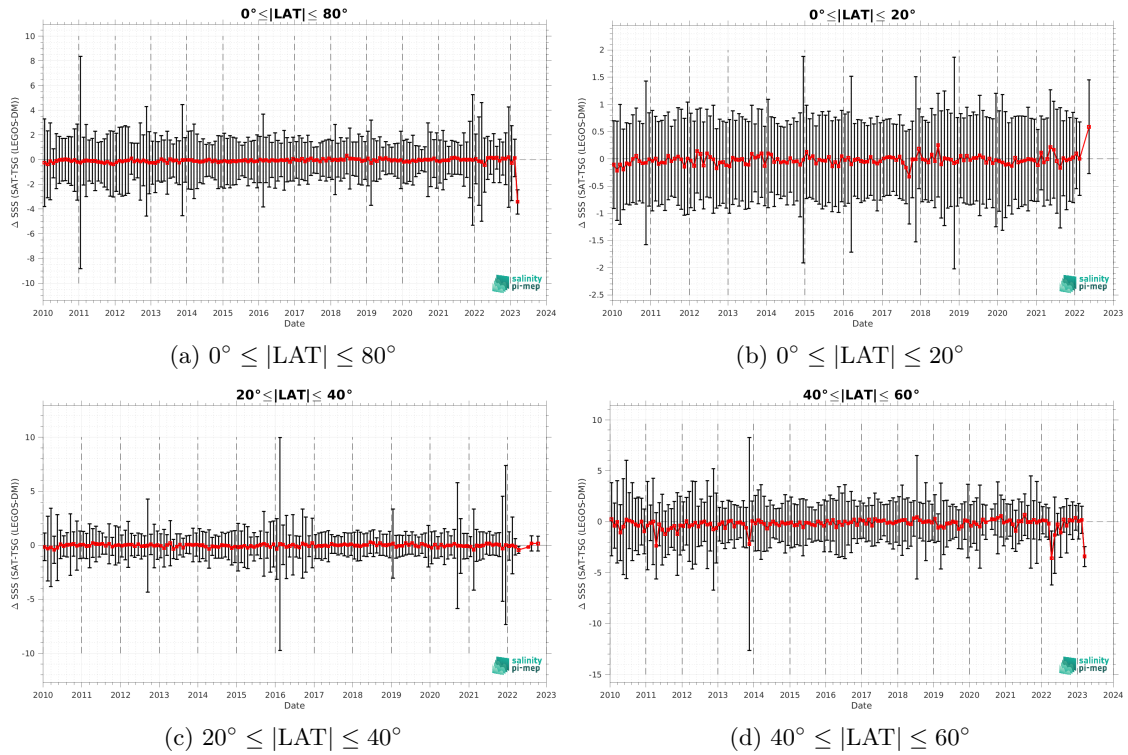 0°≤|LAT|≤ 80°
Δ SSS (SAT-TSG (LEGOS-DM))
10
8
6
4
2
0
-2
-4
-6
-8
-10
2010 2011 2012 2013 2014 2015 2016 2017 2018 2019 2020 2021 2022 2023 2024
Date
salinity
pi-mep
(a) 0° ≤ |LAT| ≤ 80°
0°≤|LAT|≤ 20°
Δ SSS (SAT-TSG (LEGOS-DM))
2
1.5
1
0.5
0
-0.5
-1
-1.5
-2
-2.5
2010 2011 2012 2013 2014 2015 2016 2017 2018 2019 2020 2021 2022 2023
Date
salinity
pi-mep
(b) 0° ≤ |LAT| ≤ 20°
20°≤|LAT|≤ 40°
Δ SSS (SAT-TSG (LEGOS-DM))
10
5
0
-5
-10
2010 2011 2012 2013 2014 2015 2016 2017 2018 2019 2020 2021 2022 2023
Date
salinity
pi-mep
(c) 20° ≤ |LAT| ≤ 40°
40°≤|LAT|≤ 60°
Δ SSS (SAT-TSG (LEGOS-DM))
10
5
0
-5
-10
-15
2010 2011 2012 2013 2014 2015 2016 2017 2018 2019 2020 2021 2022 2023 2024
Date
salinity
pi-mep
(d) 40° ≤ |LAT| ≤ 60°